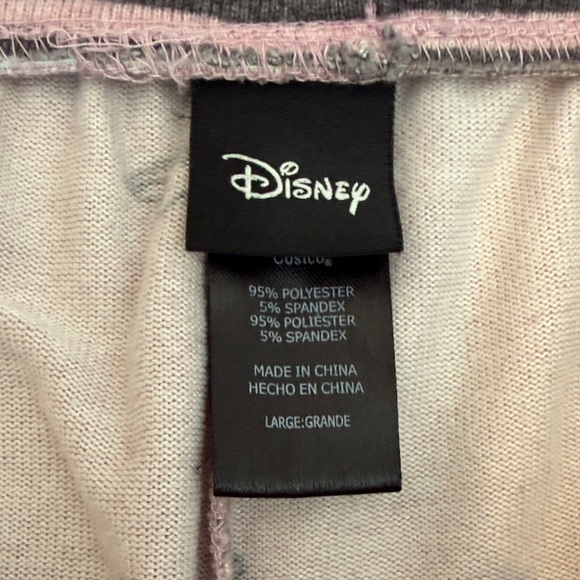 Disney
95% POLYESTER
5% SPANDEX
95% POLIÉSTER
5% SPANDEX
MADE IN CHINA
HECHO EN CHINA
LARGE:GRANDE